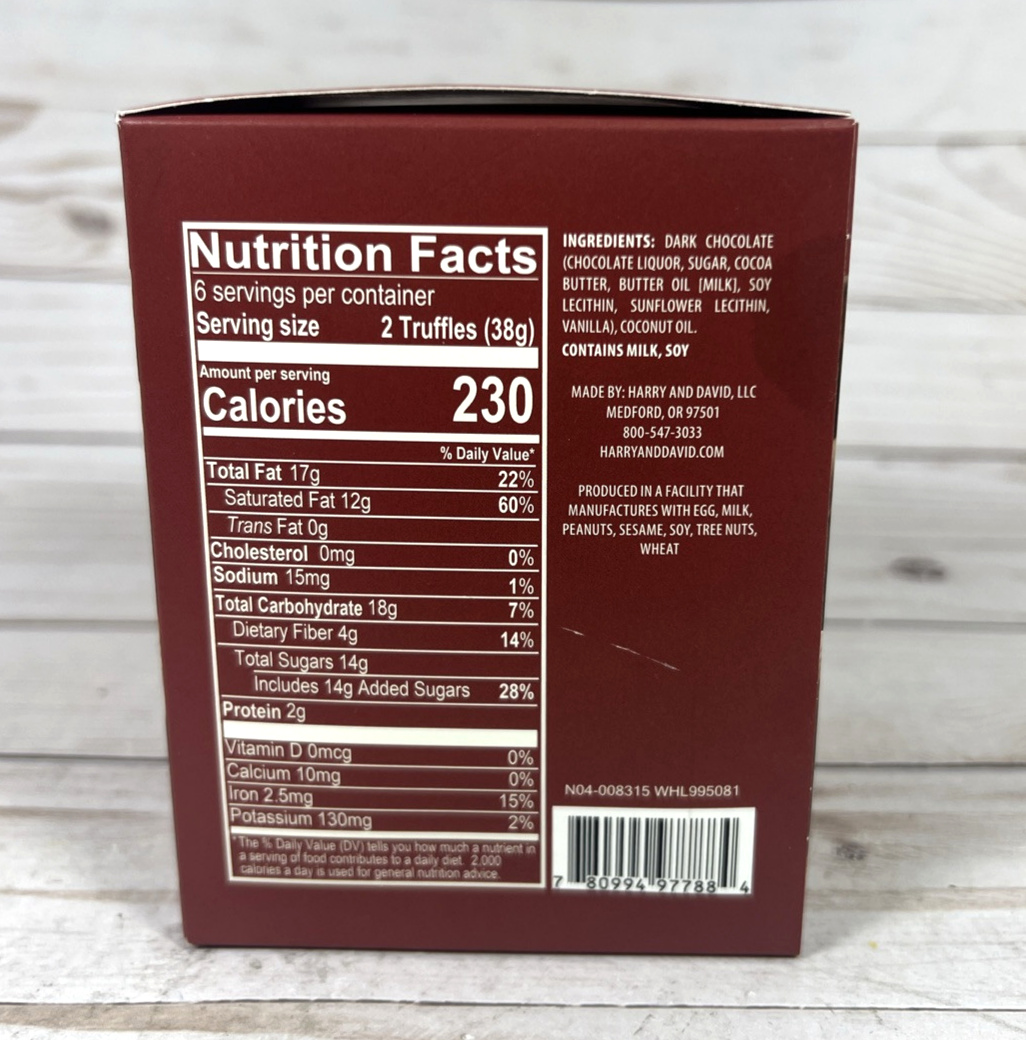 Nutrition Facts
6 servings per container
Serving size 2 Truffles (38g)
Amount per serving
Calories 230
% Daily Value*
Total Fat 17g 22%
Saturated Fat 12g 60%
Trans Fat 0g
Cholesterol 0mg 0%
Sodium 15mg 1%
Total Carbohydrate 18g 7%
Dietary Fiber 4g 14%
Total Sugars 14g
Includes 14g Added Sugars 28%
Protein 2g
Vitamin D 0mcg 0%
Calcium 10mg 0%
Iron 2.5mg 15%
Potassium 130mg 2%
*The % Daily Value (DV) tells you how much a nutrient in
a serving of food contributes to a daily diet. 2,000
calories a day is used for general nutrition advice.
INGREDIENTS: DARK CHOCOLATE
(CHOCOLATE LIQUOR, SUGAR, COCOA
BUTTER, BUTTER OIL [MILK], SOY
LECITHIN, SUNFLOWER LECITHIN,
VANILLA), COCONUT OIL.
CONTAINS MILK, SOY
MADE BY: HARRY AND DAVID, LLC
MEDFORD, OR 97501
800-547-3033
HARRYANDDAVID.COM
PRODUCED IN A FACILITY THAT
MANUFACTURES WITH EGG, MILK,
PEANUTS, SESAME, SOY, TREE NUTS,
WHEAT
N04-008315 WHL995081
7 80994 97788 4